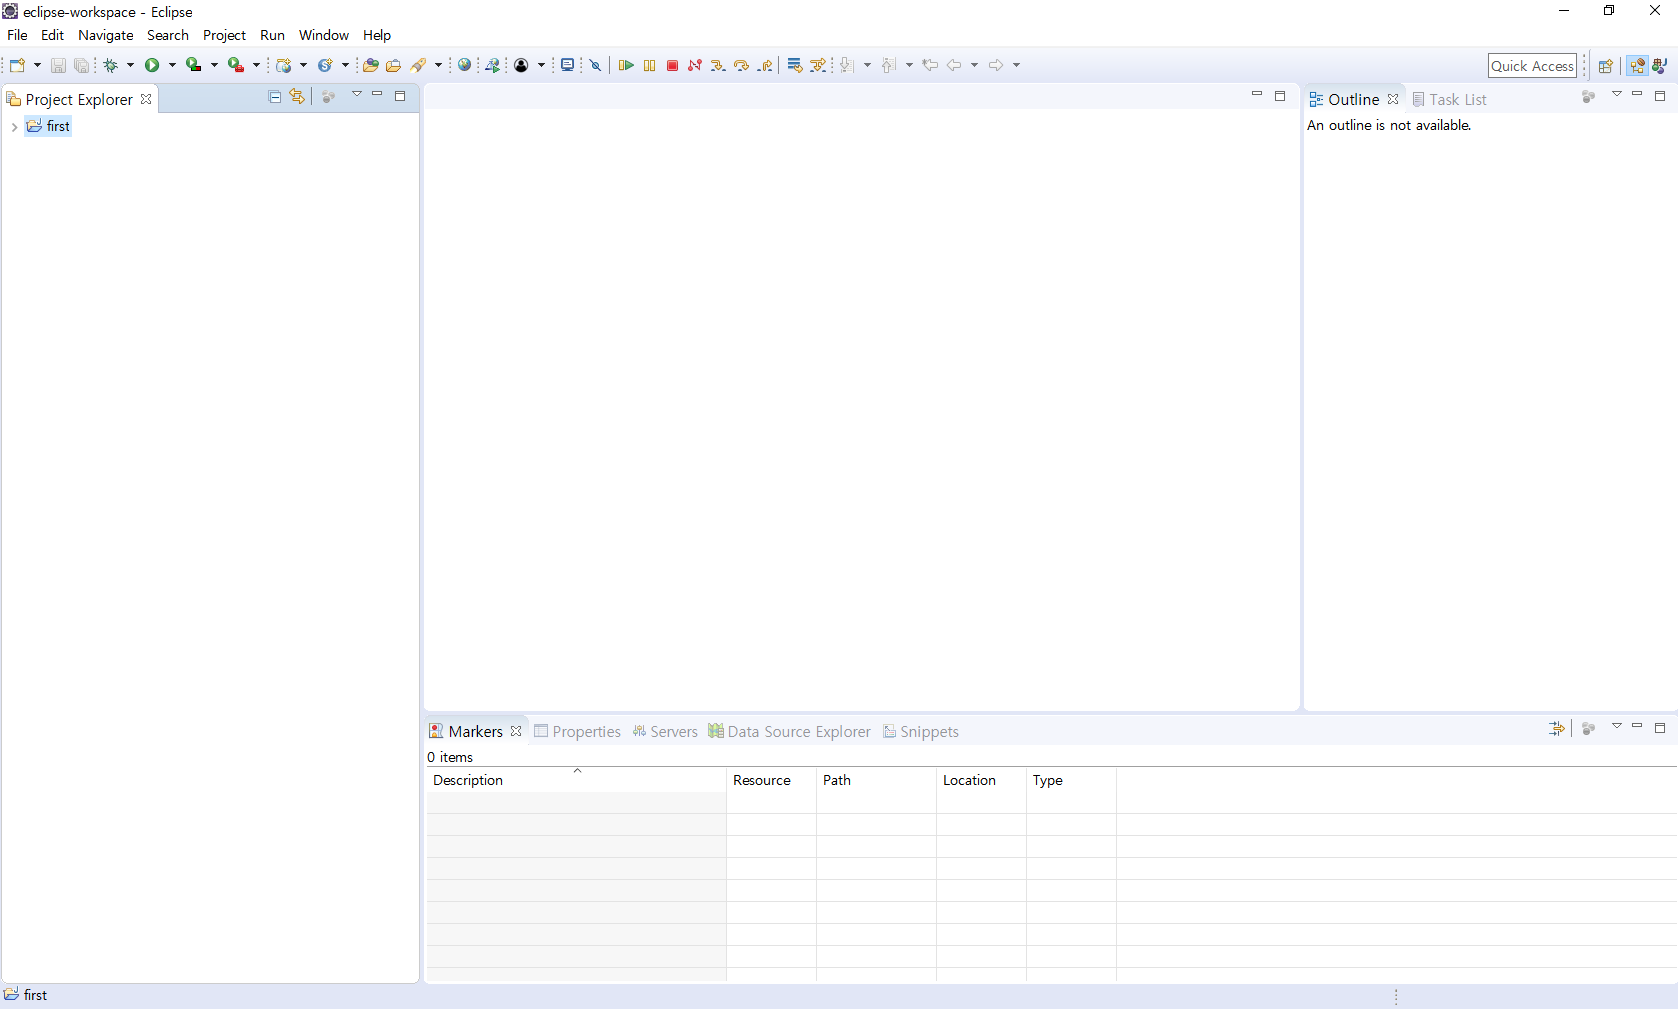 eclipse-workspace - Eclipse
File Edit Navigate Search Project Run Window Help
Quick Access
Project Explorer
first
Outline Task List
An outline is not available.
Markers Properties Servers Data Source Explorer Snippets
0 items
Description Resource Path Location Type
first